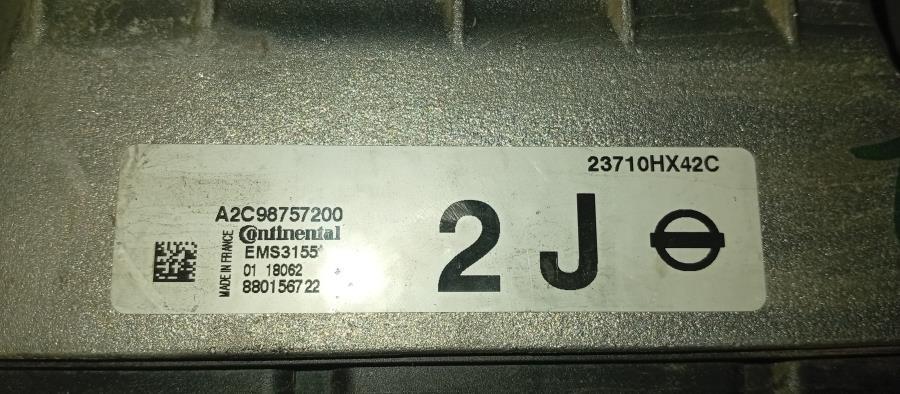 23710HX42C
A2C98757200
Continental
EMS3155
01 18062
880156722
MADE IN FRANCE
2J